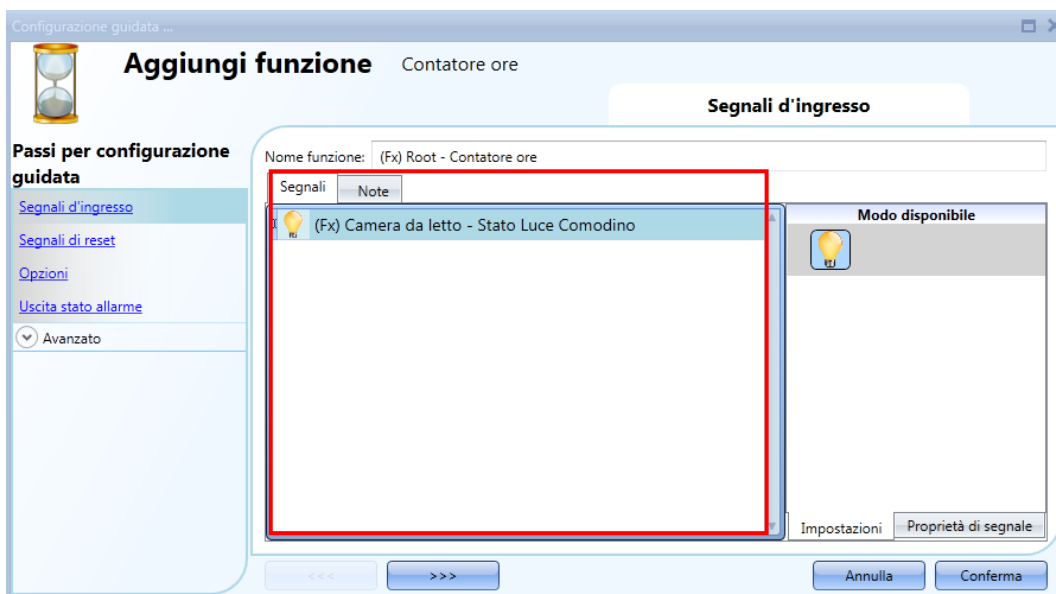 Configurazione guidata ...
Aggiungi funzione Contatore ore
Segnali d'ingresso
Passi per configurazione
guidata
Segnali d'ingresso
Segnali di reset
Opzioni
Uscita stato allarme
Avanzato
Nome funzione: (Fx) Root - Contatore ore
Segnali Note
(Fx) Camera da letto - Stato Luce Comodino
Modo disponibile
Impostazioni Proprietà di segnale
<<< >>> Annulla Conferma